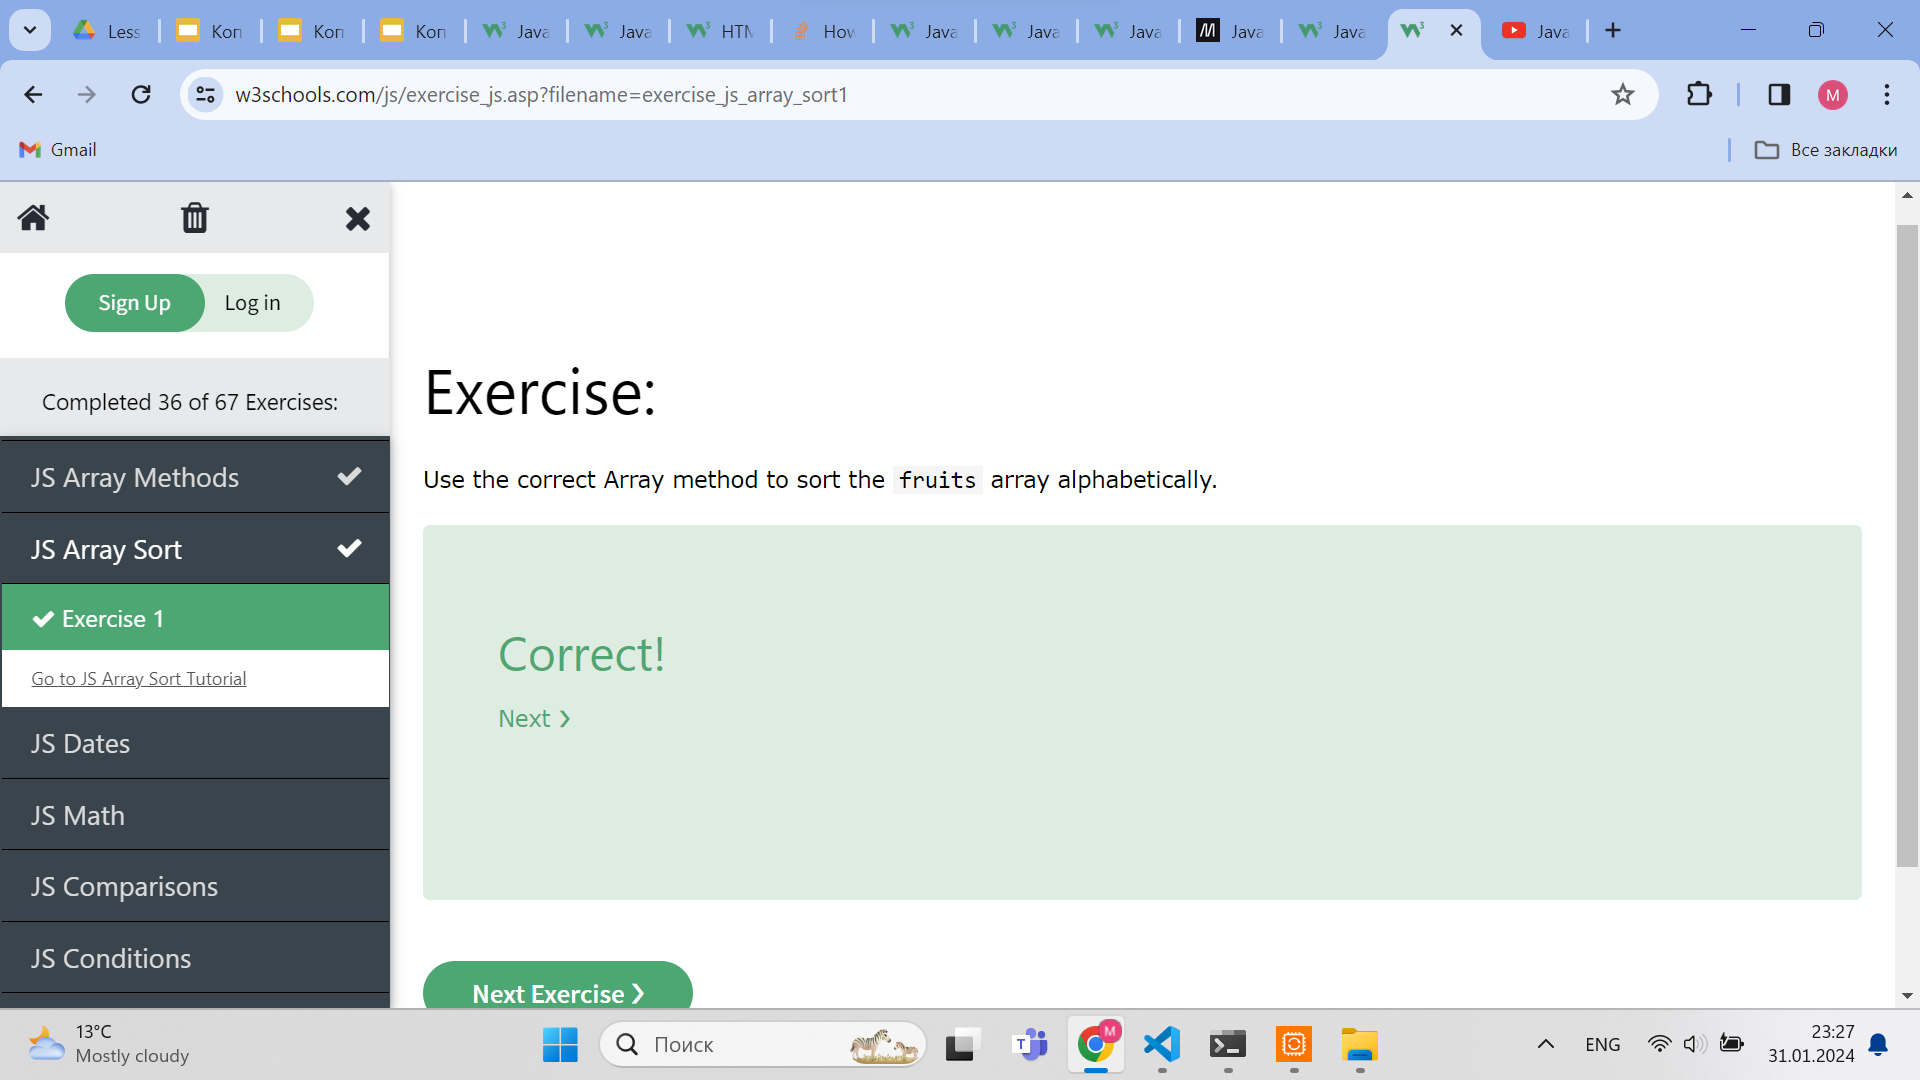 Less
Kon
Kon
Kon
Java
Java
HTM
How
Java
Java
Java
Java
Java
Java
w3schools.com/js/exercise_js.asp?filename=exercise_js_array_sort1
M
Gmail
Все закладки
Sign Up
Log in
Completed 36 of 67 Exercises:
JS Array Methods
JS Array Sort
Exercise 1
Go to JS Array Sort Tutorial
JS Dates
JS Math
JS Comparisons
JS Conditions
Exercise:
Use the correct Array method to sort the fruits array alphabetically.
Correct!
Next ❯
Next Exercise ❯
13°C
Mostly cloudy
Поиск
M
ENG
23:27
31.01.2024